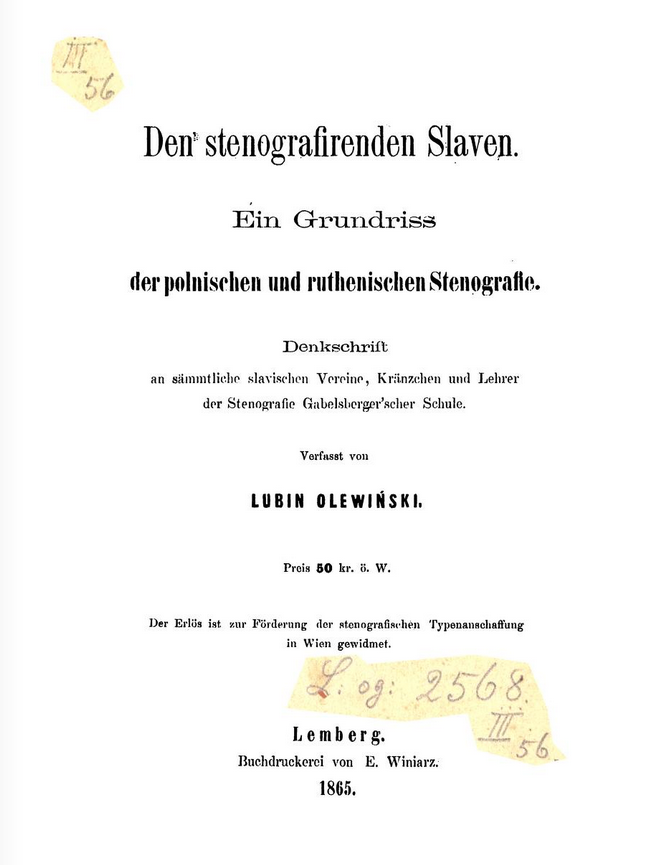 III
56
Den stenografirenden Slaven.
Ein Grundriss
der polnischen und ruthenischen Stenografie.
Denkschrift
an sämmtliche slavischen Vereine, Kränzchen und Lehrer
der Stenografie Gabelsberger'scher Schule.
Verfasst von
LUBIN OLEWIŃSKI.
Preis 50 kr. ö. W.
Der Erlös ist zur Förderung der stenografischen Typenanschaffung
in Wien gewidmet.
L: og: 2568.
III
56.
Lemberg.
Buchdruckerei von E. Winiarz.
1865.